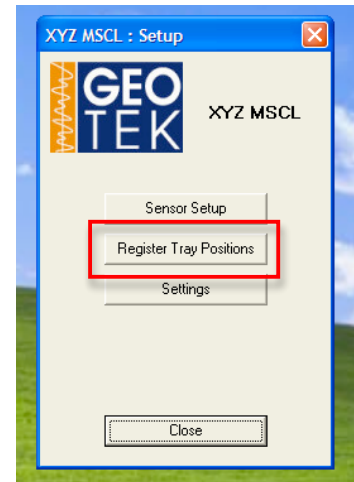 XYZ MSCL : Setup
GEO
TEK
XYZ MSCL
Sensor Setup
Register Tray Positions
Settings
Close